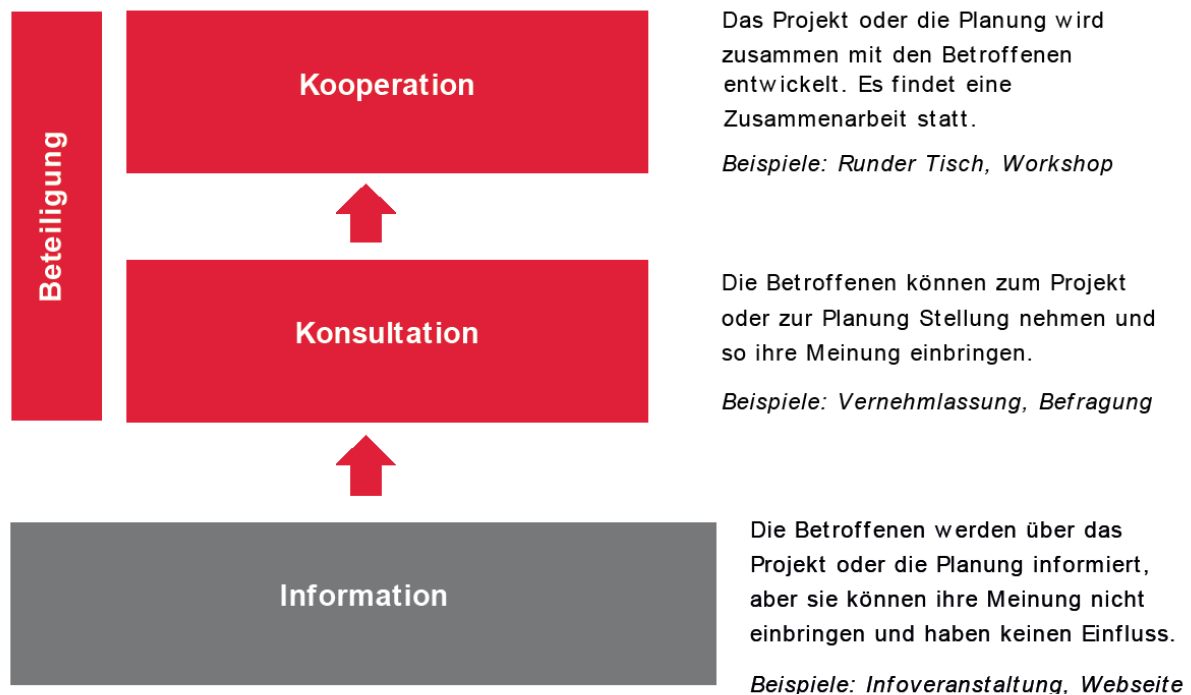 Beteiligung
Kooperation
Das Projekt oder die Planung wird
zusammen mit den Betroffenen
entwickelt. Es findet eine
Zusammenarbeit statt.
Beispiele: Runder Tisch, Workshop
Konsultation
Die Betroffenen können zum Projekt
oder zur Planung Stellung nehmen und
so ihre Meinung einbringen.
Beispiele: Vernehmlassung, Befragung
Information
Die Betroffenen werden über das
Projekt oder die Planung informiert,
aber sie können ihre Meinung nicht
einbringen und haben keinen Einfluss.
Beispiele: Infoveranstaltung, Webseite